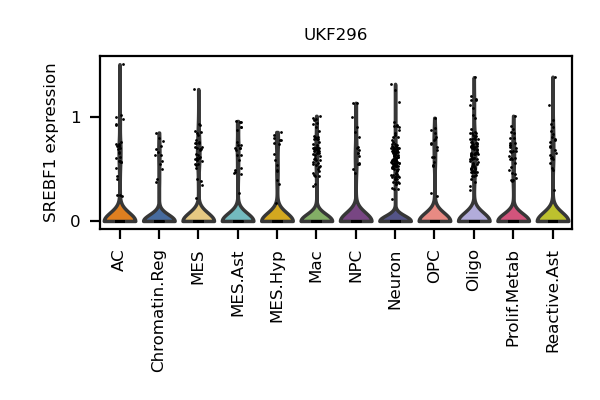 UKF296
SREBF1 expression
1
0
AC
Chromatin.Reg
MES
MES.Ast
MES.Hyp
Mac
NPC
Neuron
OPC
Oligo
Prolif.Metab
Reactive.Ast